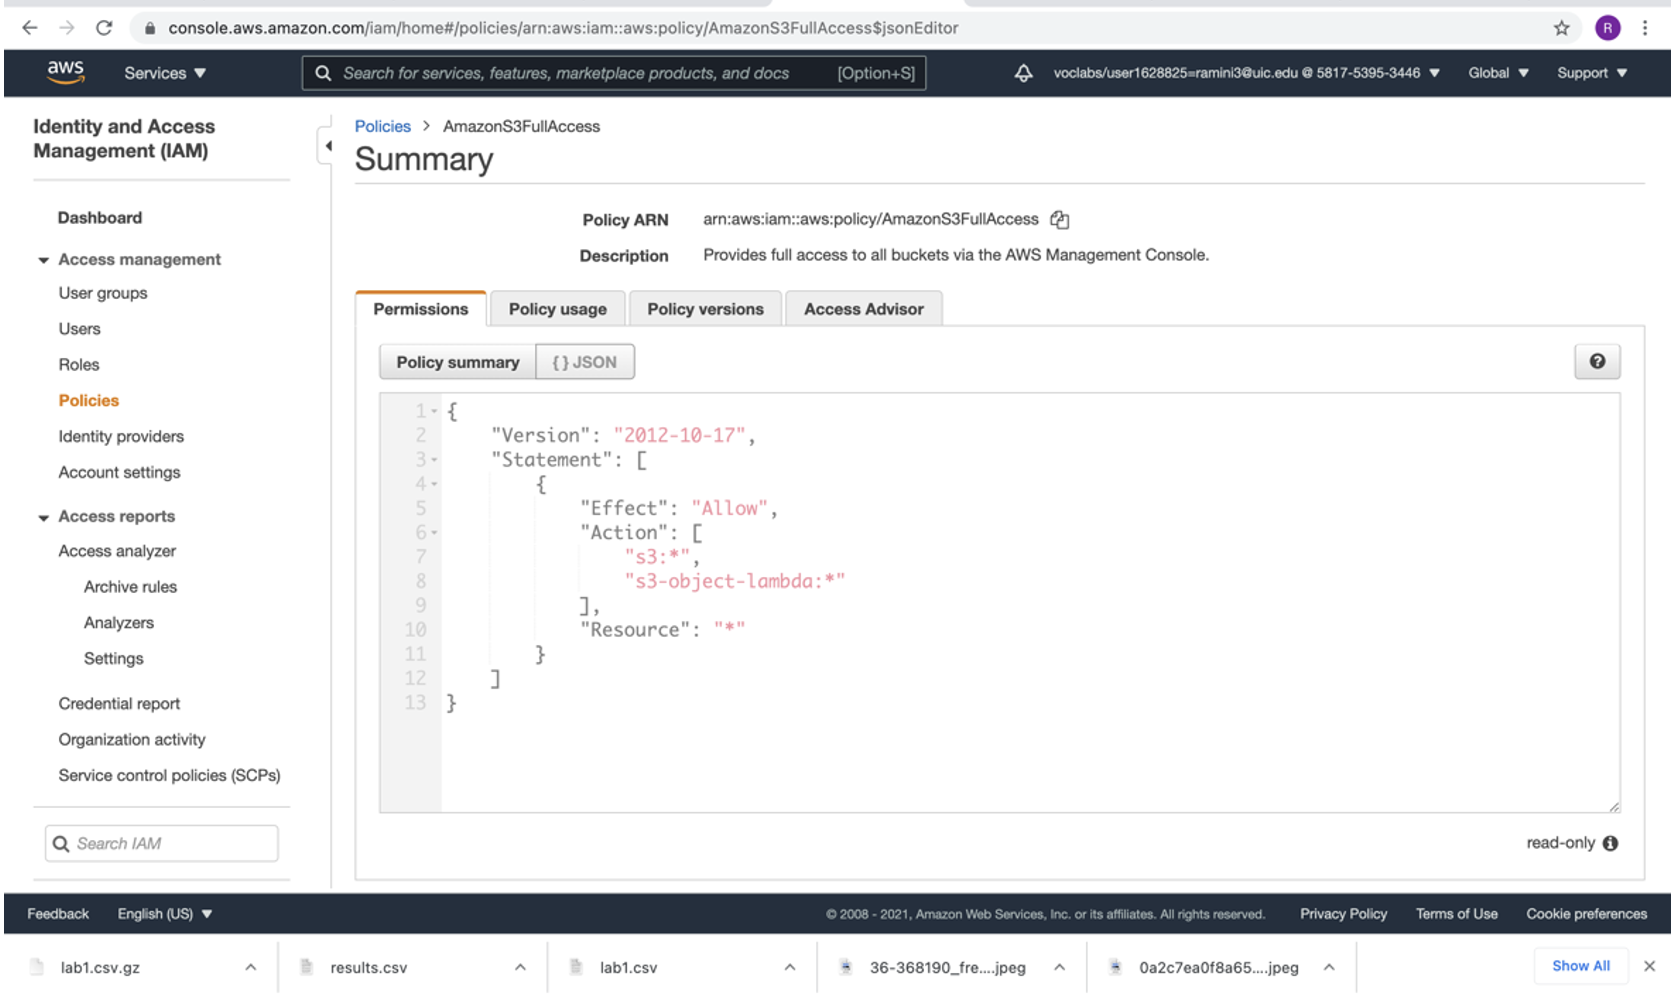 console.aws.amazon.com/iam/home#/policies/arn:aws:iam::aws:policy/AmazonS3FullAccess$jsonEditor
R
aws
Services ▼
Search for services, features, marketplace products, and docs [Option+S]
voclabs/user1628825=ramini3@uic.edu @ 5817-5395-3446 ▼
Global ▼
Support ▼
Identity and Access
Management (IAM)
Dashboard
Access management
User groups
Users
Roles
Policies
Identity providers
Account settings
Access reports
Access analyzer
Archive rules
Analyzers
Settings
Credential report
Organization activity
Service control policies (SCPs)
Search IAM
Policies > AmazonS3FullAccess
Summary
Policy ARN arn:aws:iam::aws:policy/AmazonS3FullAccess
Description Provides full access to all buckets via the AWS Management Console.
Permissions
Policy usage
Policy versions
Access Advisor
Policy summary
{ } JSON
?
1 {
2 "Version": "2012-10-17",
3 "Statement": [
4 {
5 "Effect": "Allow",
6 "Action": [
7 "s3:*",
8 "s3-object-lambda:*"
9 ],
10 "Resource": "*"
11 }
12 ]
13 }
read-only
Feedback
English (US) ▼
© 2008 - 2021, Amazon Web Services, Inc. or its affiliates. All rights reserved.
Privacy Policy
Terms of Use
Cookie preferences
lab1.csv.gz
results.csv
lab1.csv
36-368190_fre....jpeg
0a2c7ea0f8a65....jpeg
Show All